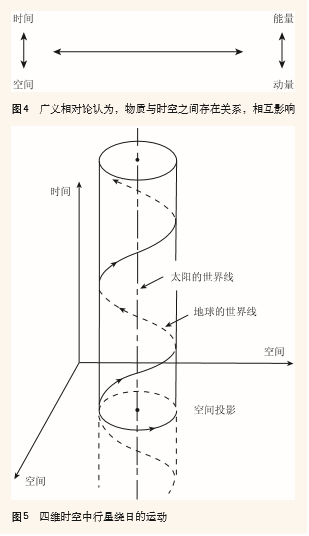 时间 能量
空间 动量
图4 广义相对论认为，物质与时空之间存在关系，相互影响
时间
太阳的世界线
地球的世界线
空间
空间投影
空间
图5 四维时空中行星绕日的运动